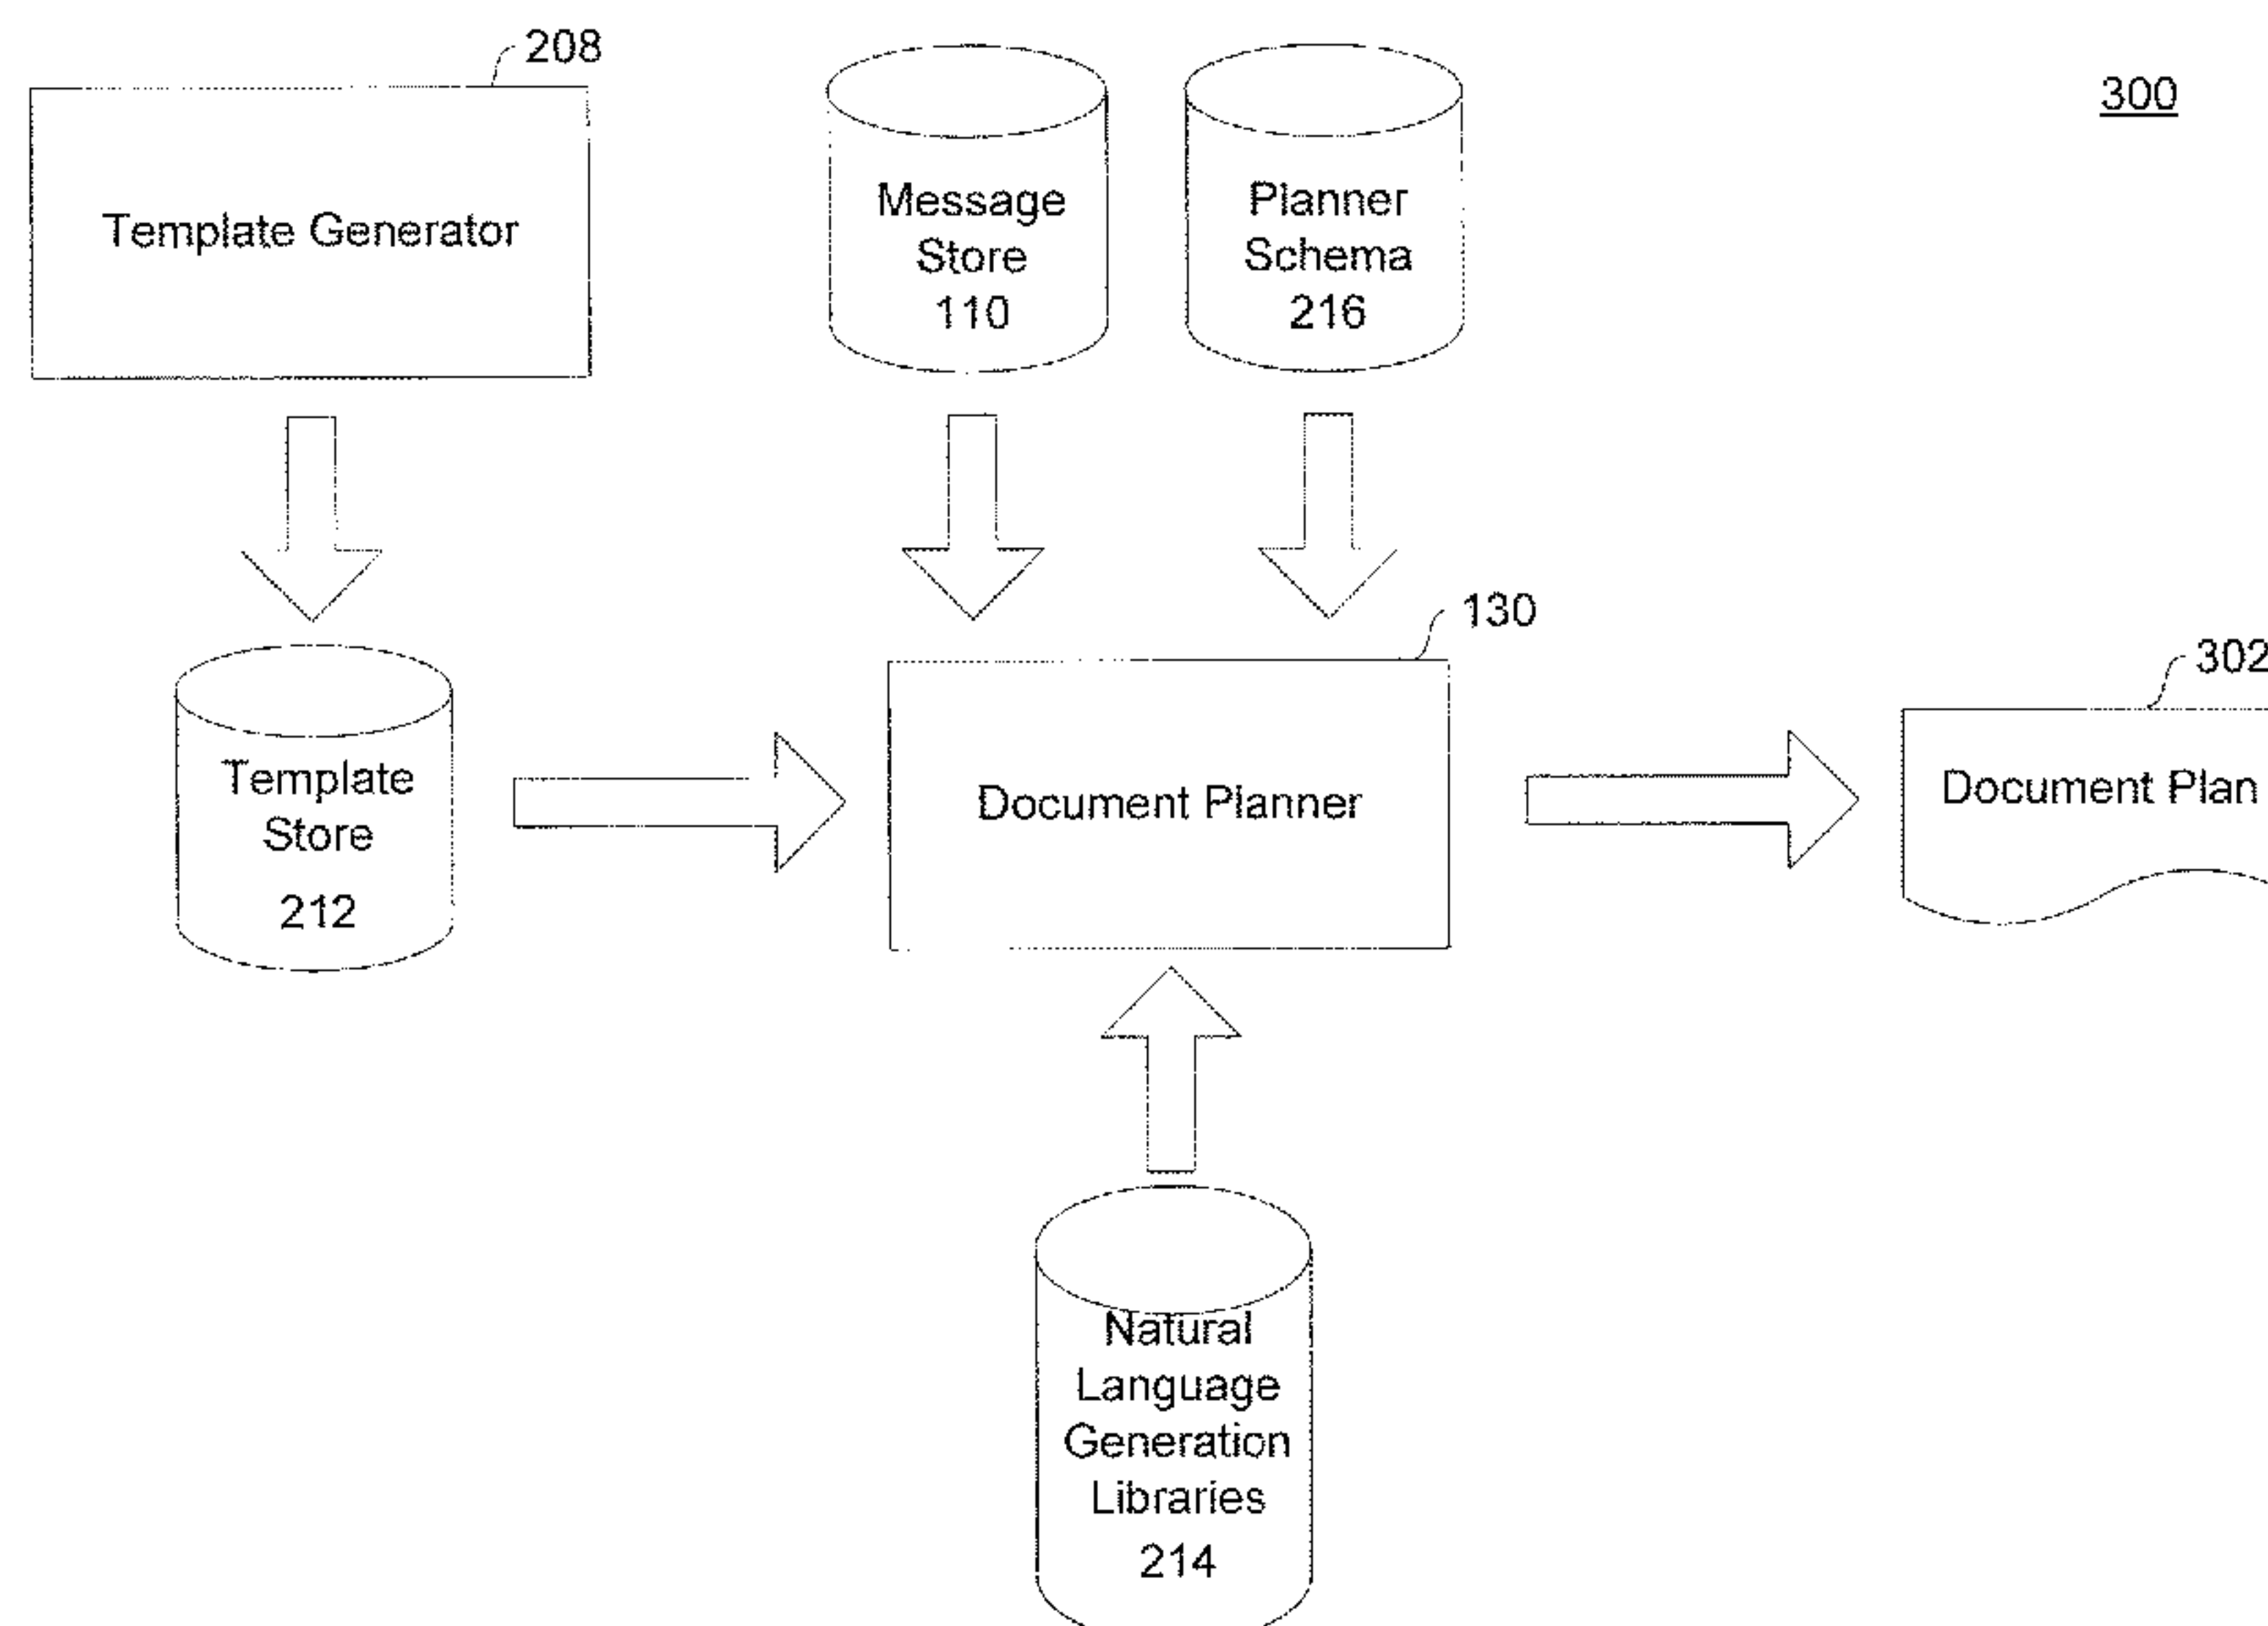 208
300
Template Generator
Message
Store
110
Planner
Schema
216
130
302
Template
Store
212
Document Planner
Document Plan
Natural
Language
Generation
Libraries
214